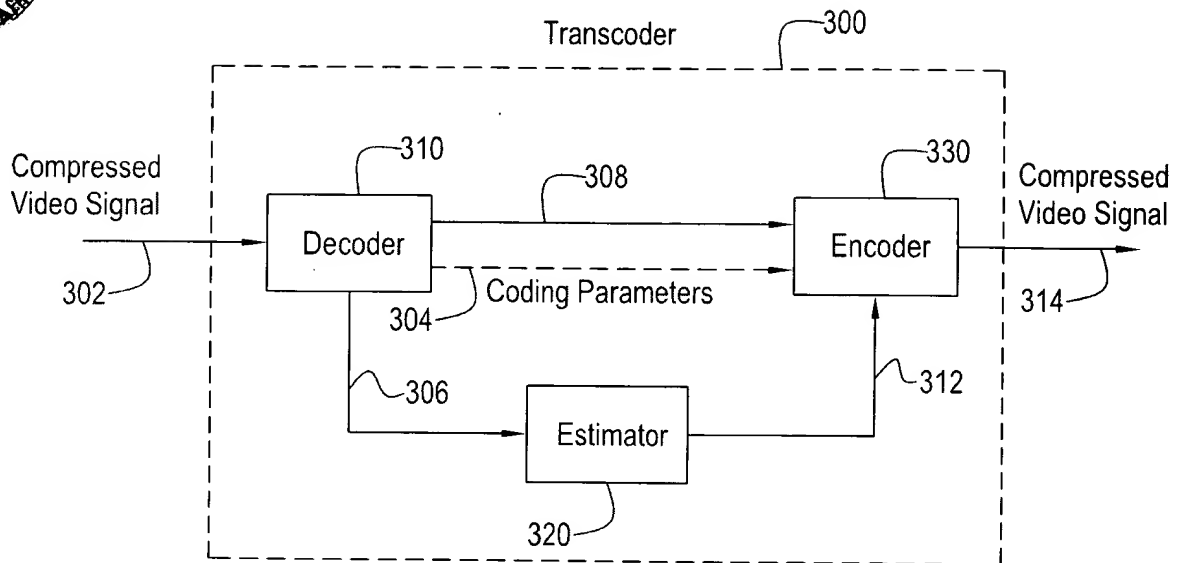 Transcoder
300
Compressed
Video Signal
302
310
Decoder
308
Coding Parameters
304
306
Estimator
320
312
330
Encoder
Compressed
Video Signal
314